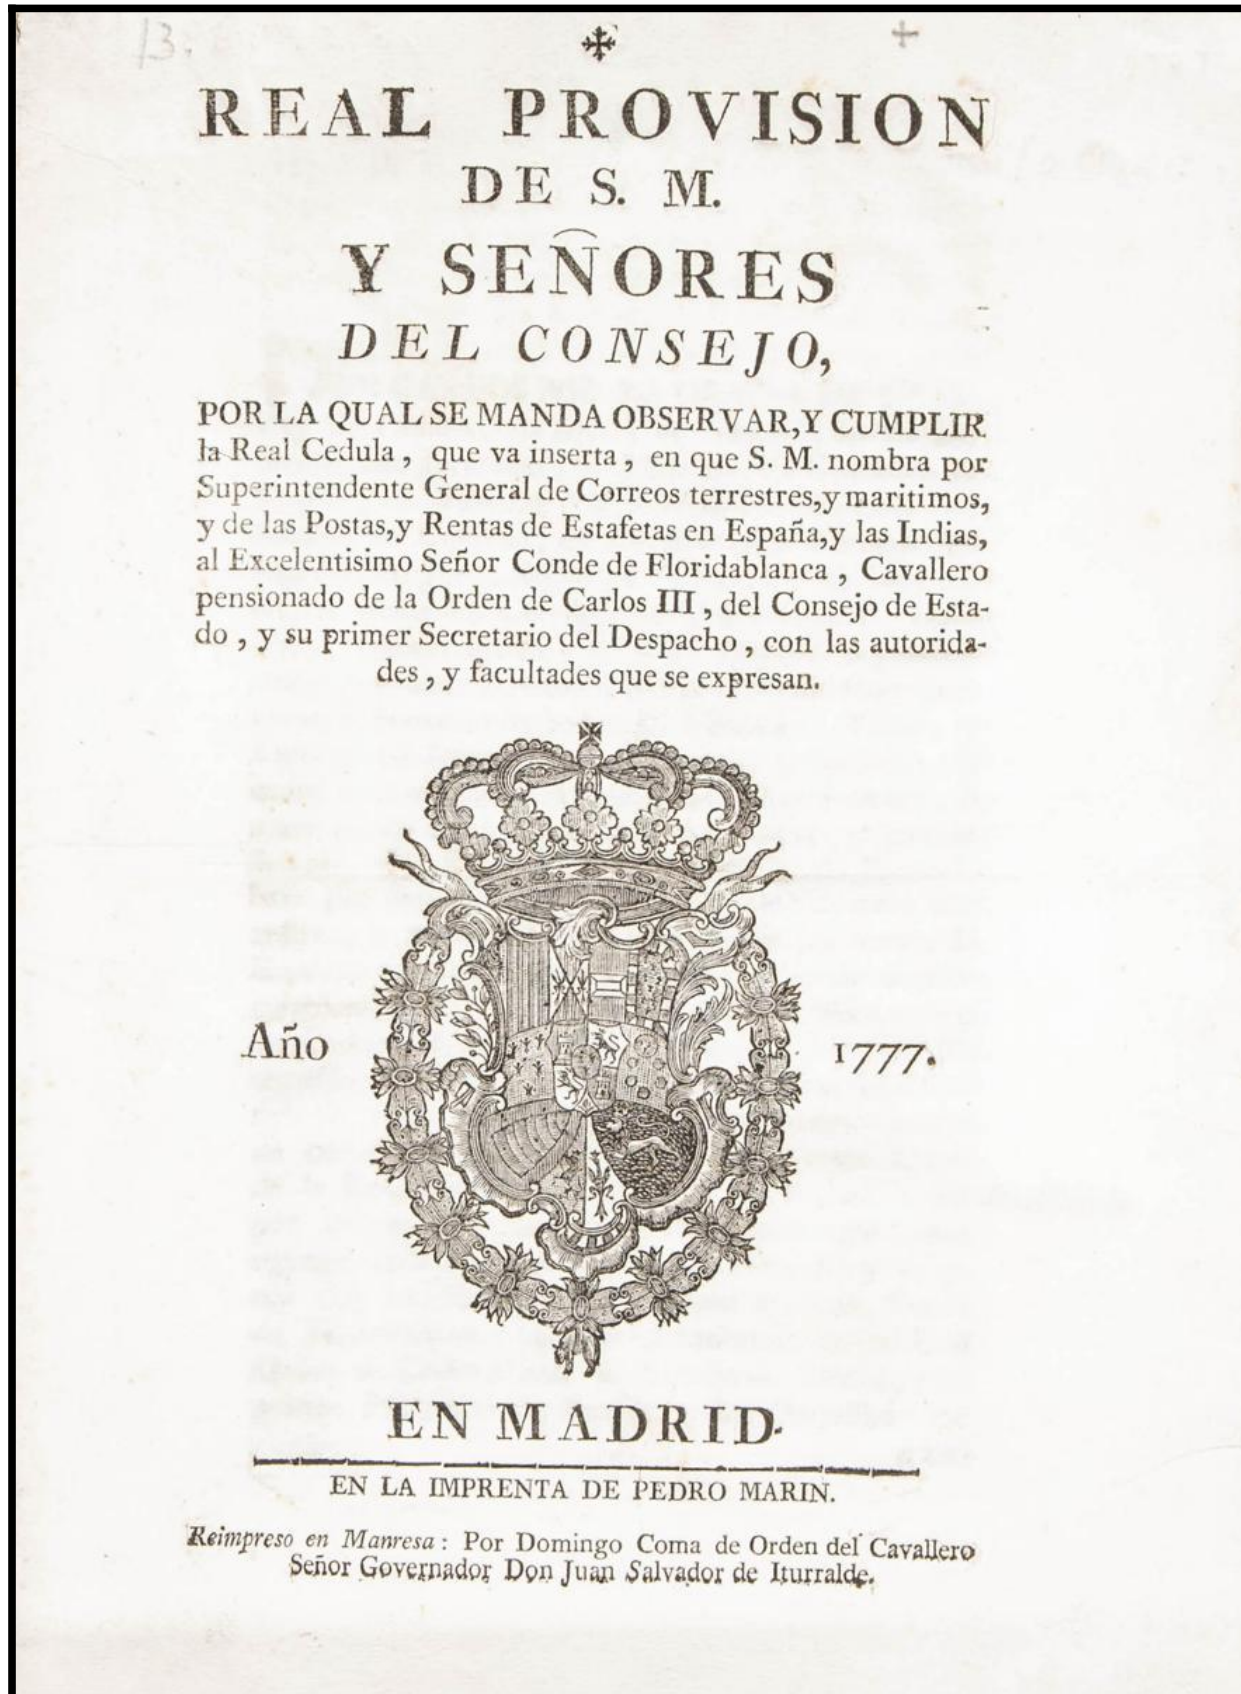 13.
REAL PROVISION
DE S. M.
Y SEÑORES
DEL CONSEJO,
POR LA QUAL SE MANDA OBSERVAR, Y CUMPLIR
la Real Cedula, que va inserta, en que S. M. nombra por
Superintendente General de Correos terrestres, y maritimos,
y de las Postas, y Rentas de Estafetas en España, y las Indias,
al Excelentisimo Señor Conde de Floridablanca, Cavallero
pensionado de la Orden de Carlos III, del Consejo de Esta-
do, y su primer Secretario del Despacho, con las autorida-
des, y facultades que se expresan.
Año 1777.
EN MADRID.
EN LA IMPRENTA DE PEDRO MARIN.
Reimpreso en Manresa: Por Domingo Coma de Orden del Cavallero
Señor Governador Don Juan Salvador de Iturralde.